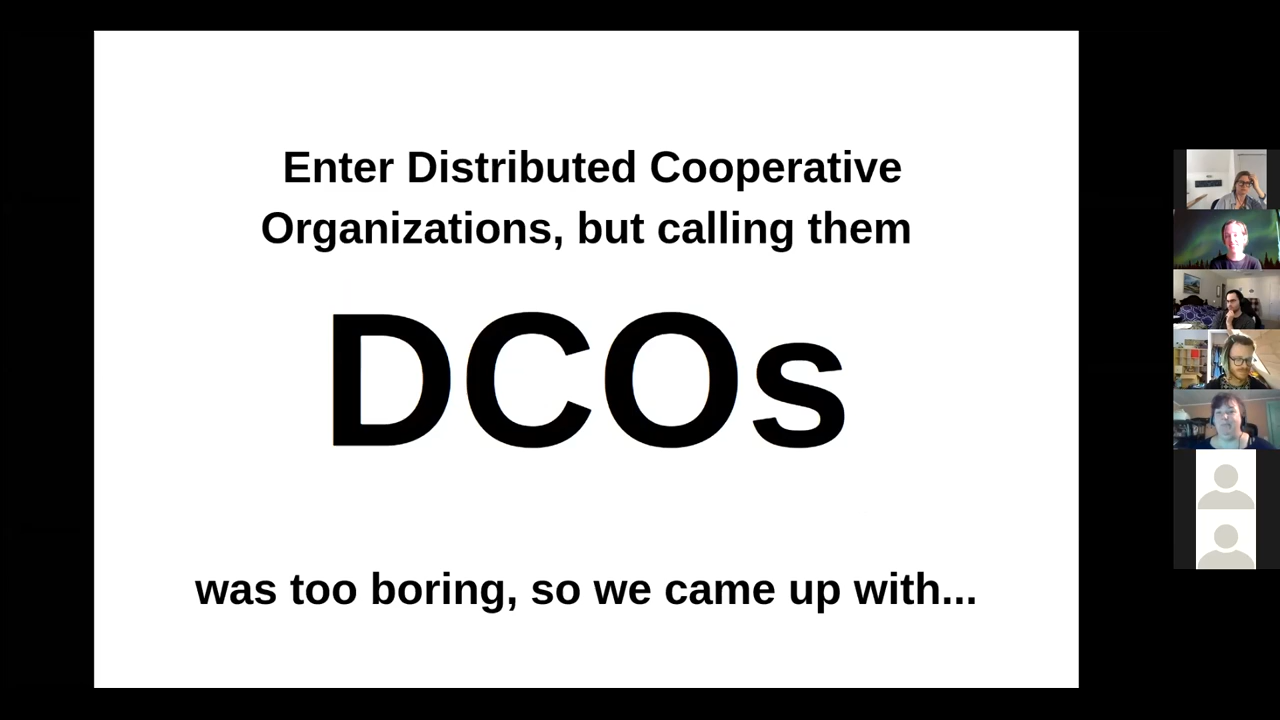 Enter Distributed Cooperative
Organizations, but calling them
DCOs
was too boring, so we came up with...